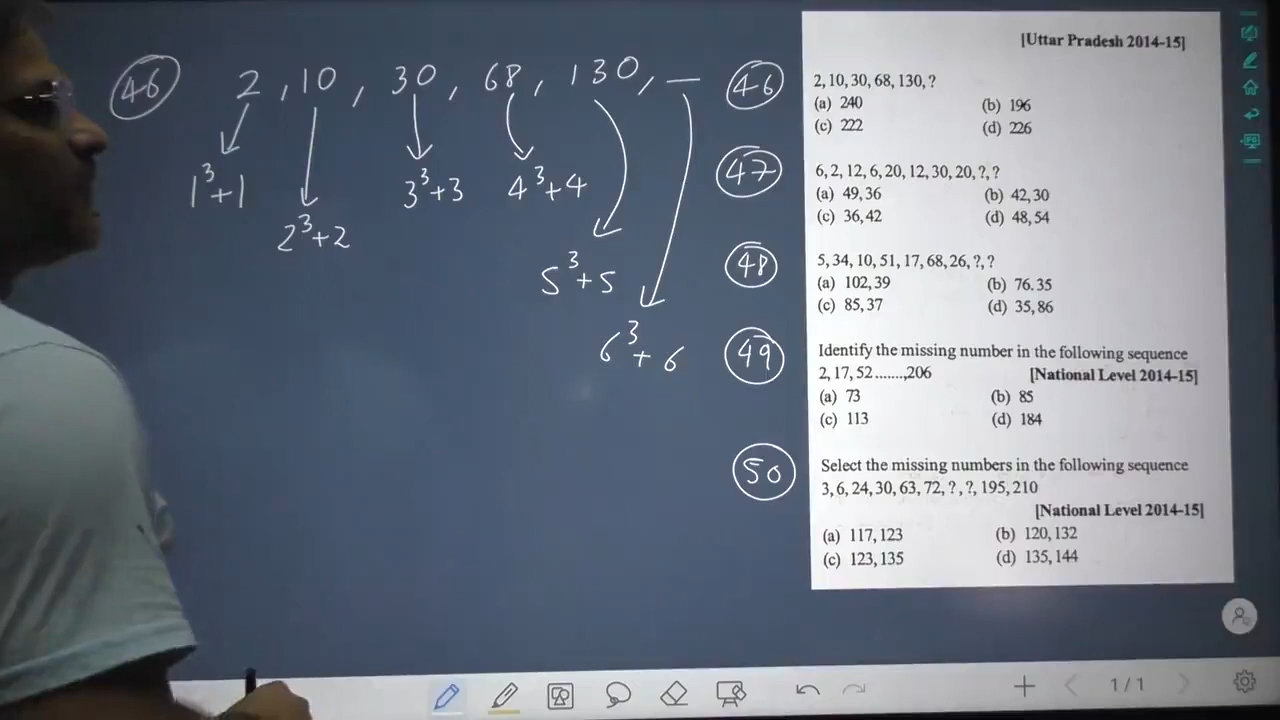 46 2, 10, 30, 68, 130, _
1³+1
2³+2
3³+3
4³+4
5³+5
6³+6
46
47
48
49
50
[Uttar Pradesh 2014-15]
2, 10, 30, 68, 130, ?
(a) 240 (b) 196
(c) 222 (d) 226
6, 2, 12, 6, 20, 12, 30, 20, ?, ?
(a) 49, 36 (b) 42, 30
(c) 36, 42 (d) 48, 54
5, 34, 10, 51, 17, 68, 26, ?, ?
(a) 102, 39 (b) 76. 35
(c) 85, 37 (d) 35, 86
Identify the missing number in the following sequence
2, 17, 52 ......., 206 [National Level 2014-15]
(a) 73 (b) 85
(c) 113 (d) 184
Select the missing numbers in the following sequence
3, 6, 24, 30, 63, 72, ? , ?, 195, 210
[National Level 2014-15]
(a) 117, 123 (b) 120, 132
(c) 123, 135 (d) 135, 144
1/1